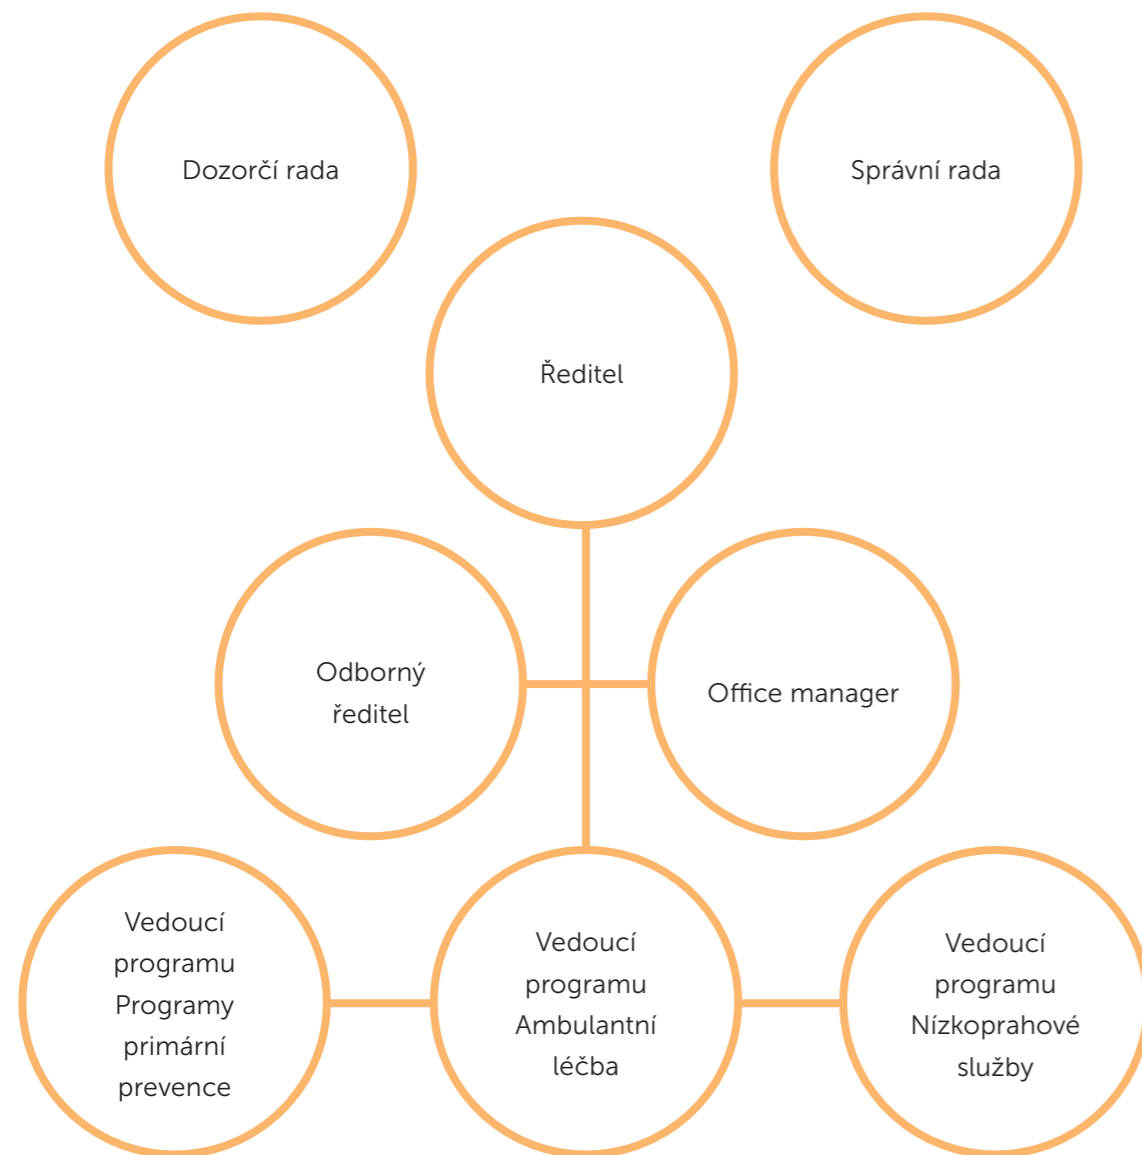 Dozorčí rada
Správní rada
Ředitel
Odborný
ředitel
Office manager
Vedoucí
programu
Programy
primární
prevence
Vedoucí
programu
Ambulantní
léčba
Vedoucí
programu
Nízkoprahové
služby